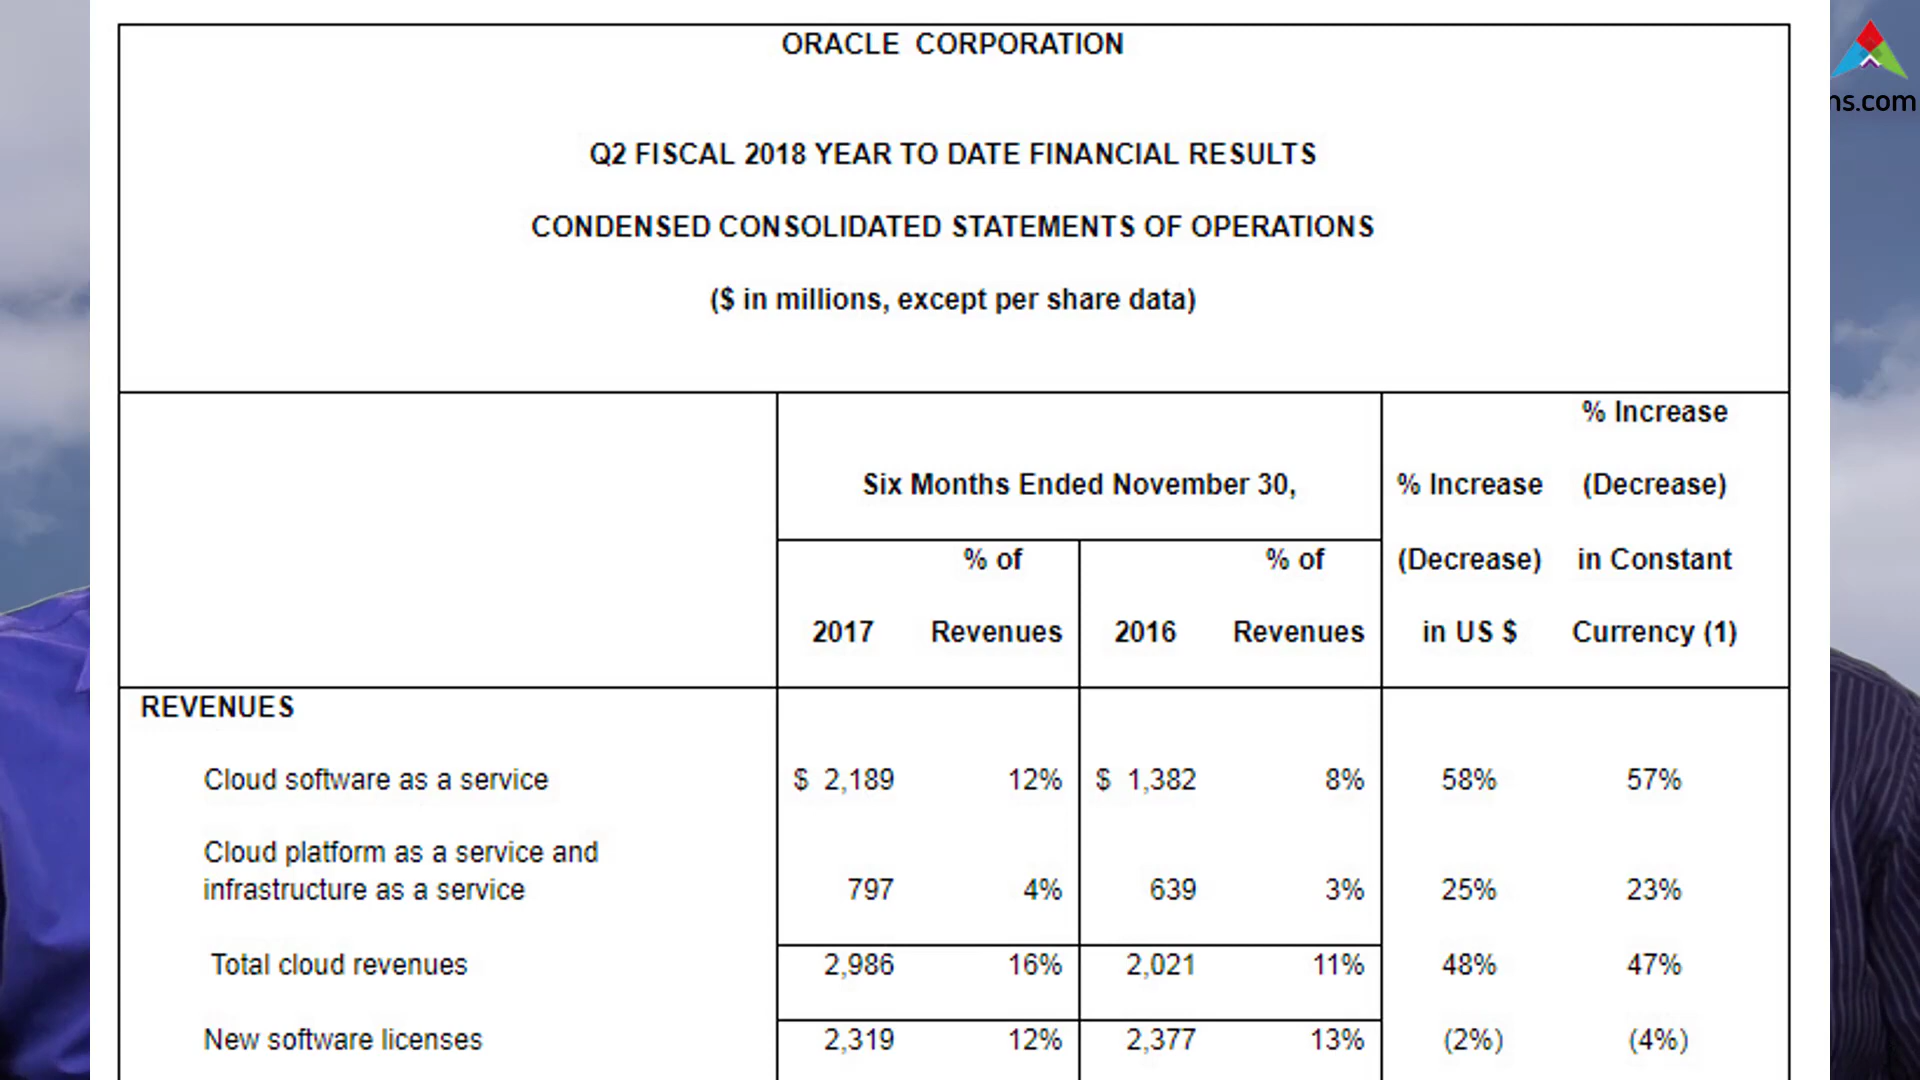 ORACLE CORPORATION
Q2 FISCAL 2018 YEAR TO DATE FINANCIAL RESULTS
CONDENSED CONSOLIDATED STATEMENTS OF OPERATIONS
($ in millions, except per share data)
Six Months Ended November 30,
% Increase (Decrease) in US $
% Increase (Decrease) in Constant Currency (1)
2017 % of Revenues 2016 % of Revenues
REVENUES
Cloud software as a service $ 2,189 12% $ 1,382 8% 58% 57%
Cloud platform as a service and
infrastructure as a service 797 4% 639 3% 25% 23%
Total cloud revenues 2,986 16% 2,021 11% 48% 47%
New software licenses 2,319 12% 2,377 13% (2%) (4%)
ns.com